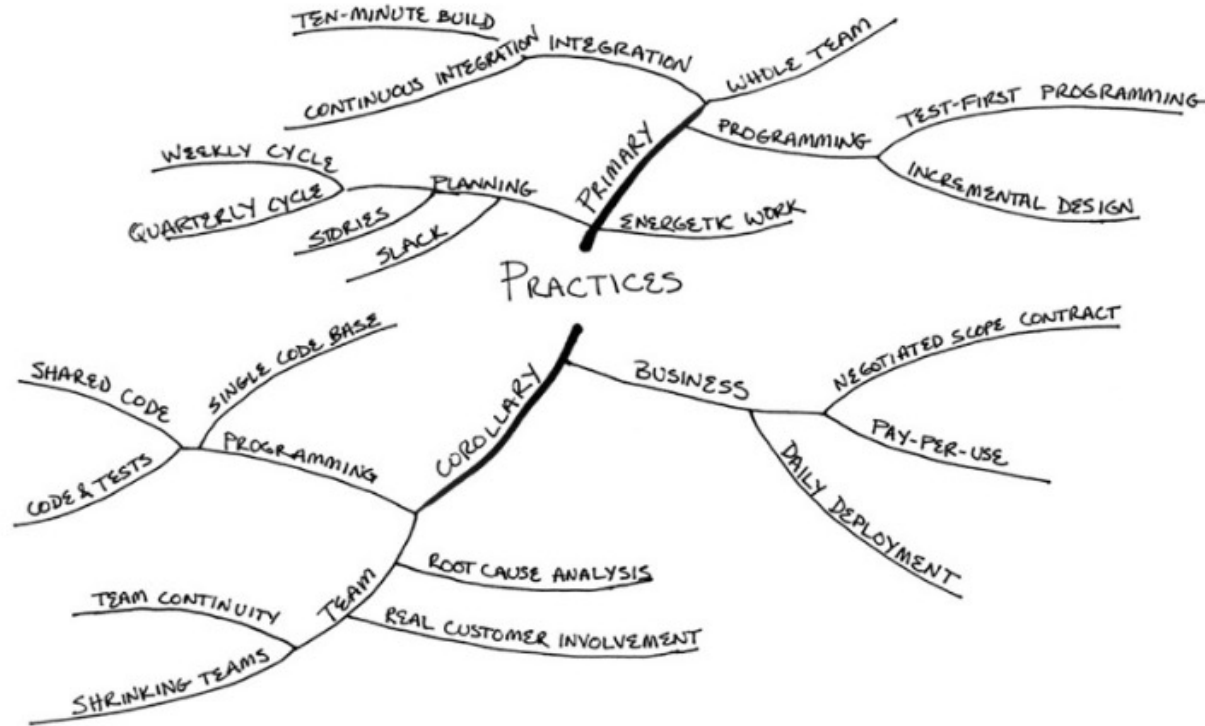 TEN-MINUTE BUILD
CONTINUOUS INTEGRATION
INTEGRATION
WHOLE TEAM
PROGRAMMING
TEST-FIRST PROGRAMMING
INCREMENTAL DESIGN
PRIMARY
WEEKLY CYCLE
QUARTERLY CYCLE
PLANNING
STORIES
SLACK
ENERGETIC WORK
PRACTICES
COROLLARY
BUSINESS
NEGOTIATED SCOPE CONTRACT
PAY-PER-USE
DAILY DEPLOYMENT
SHARED CODE
SINGLE CODE BASE
PROGRAMMING
CODE & TESTS
TEAM
ROOT CAUSE ANALYSIS
REAL CUSTOMER INVOLVEMENT
TEAM CONTINUITY
SHRINKING TEAMS